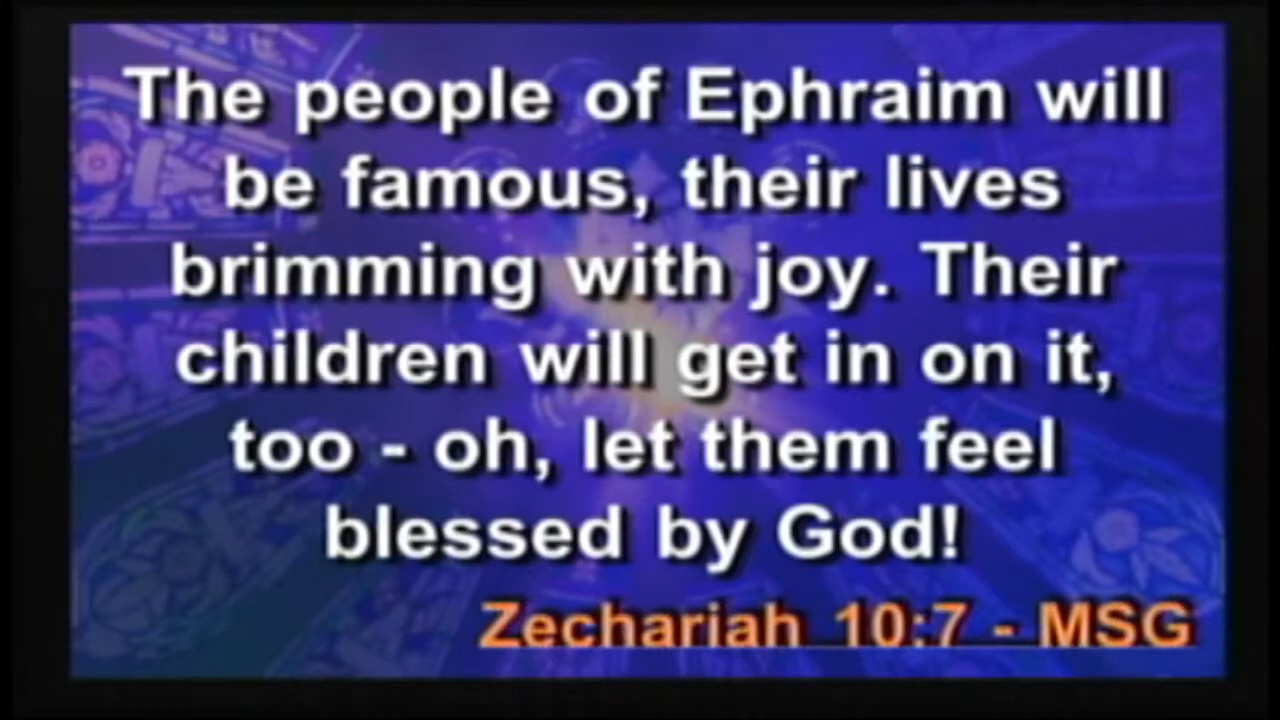 The people of Ephraim will
be famous, their lives
brimming with joy. Their
children will get in on it,
too - oh, let them feel
blessed by God!
Zechariah 10:7 - MSG